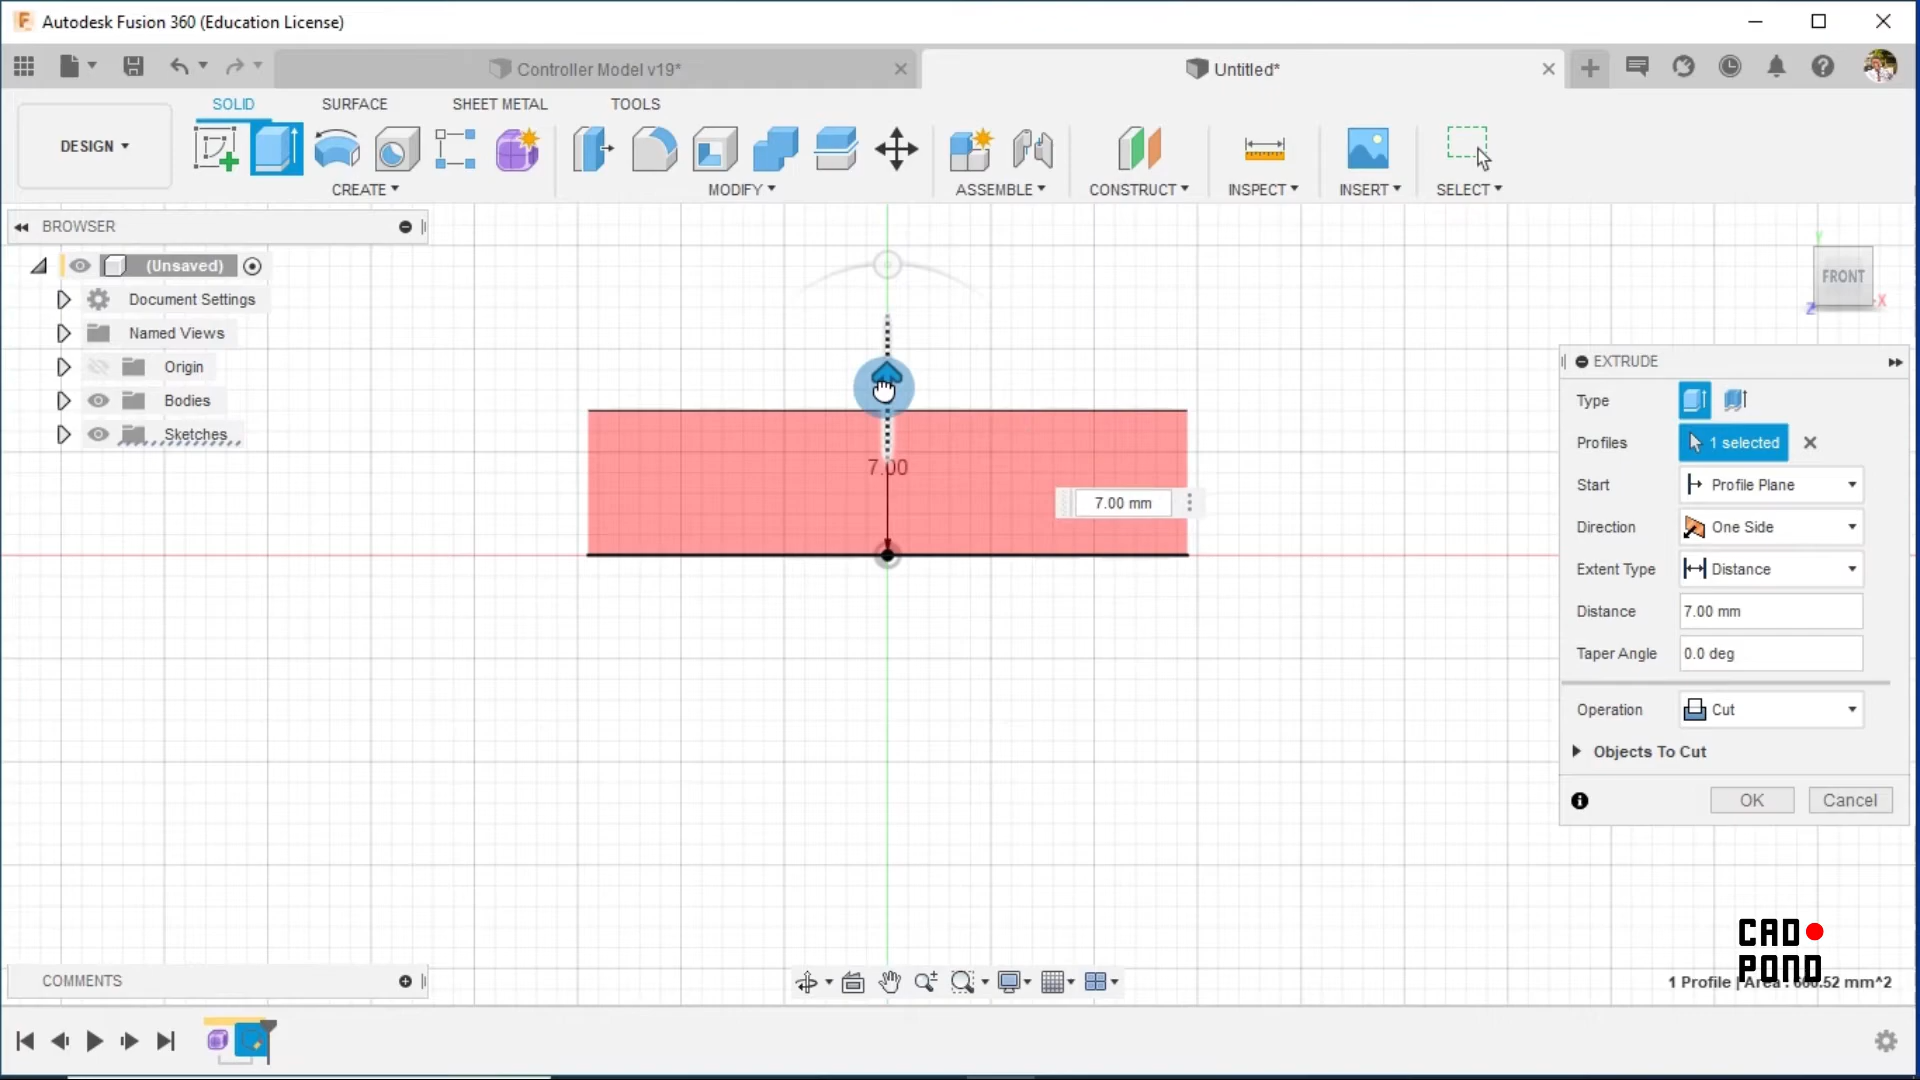 Autodesk Fusion 360 (Education License)
Controller Model v19*
Untitled*
DESIGN
SOLID
SURFACE
SHEET METAL
TOOLS
CREATE
MODIFY
ASSEMBLE
CONSTRUCT
INSPECT
INSERT
SELECT
BROWSER
(Unsaved)
Document Settings
Named Views
Origin
Bodies
Sketches
Y
FRONT
X
Z
7.00
7.00 mm
EXTRUDE
Type
Profiles 1 selected
Start Profile Plane
Direction One Side
Extent Type Distance
Distance 7.00 mm
Taper Angle 0.0 deg
Operation Cut
Objects To Cut
OK Cancel
CAD
POND
COMMENTS
1 Profile | Area : .52 mm^2